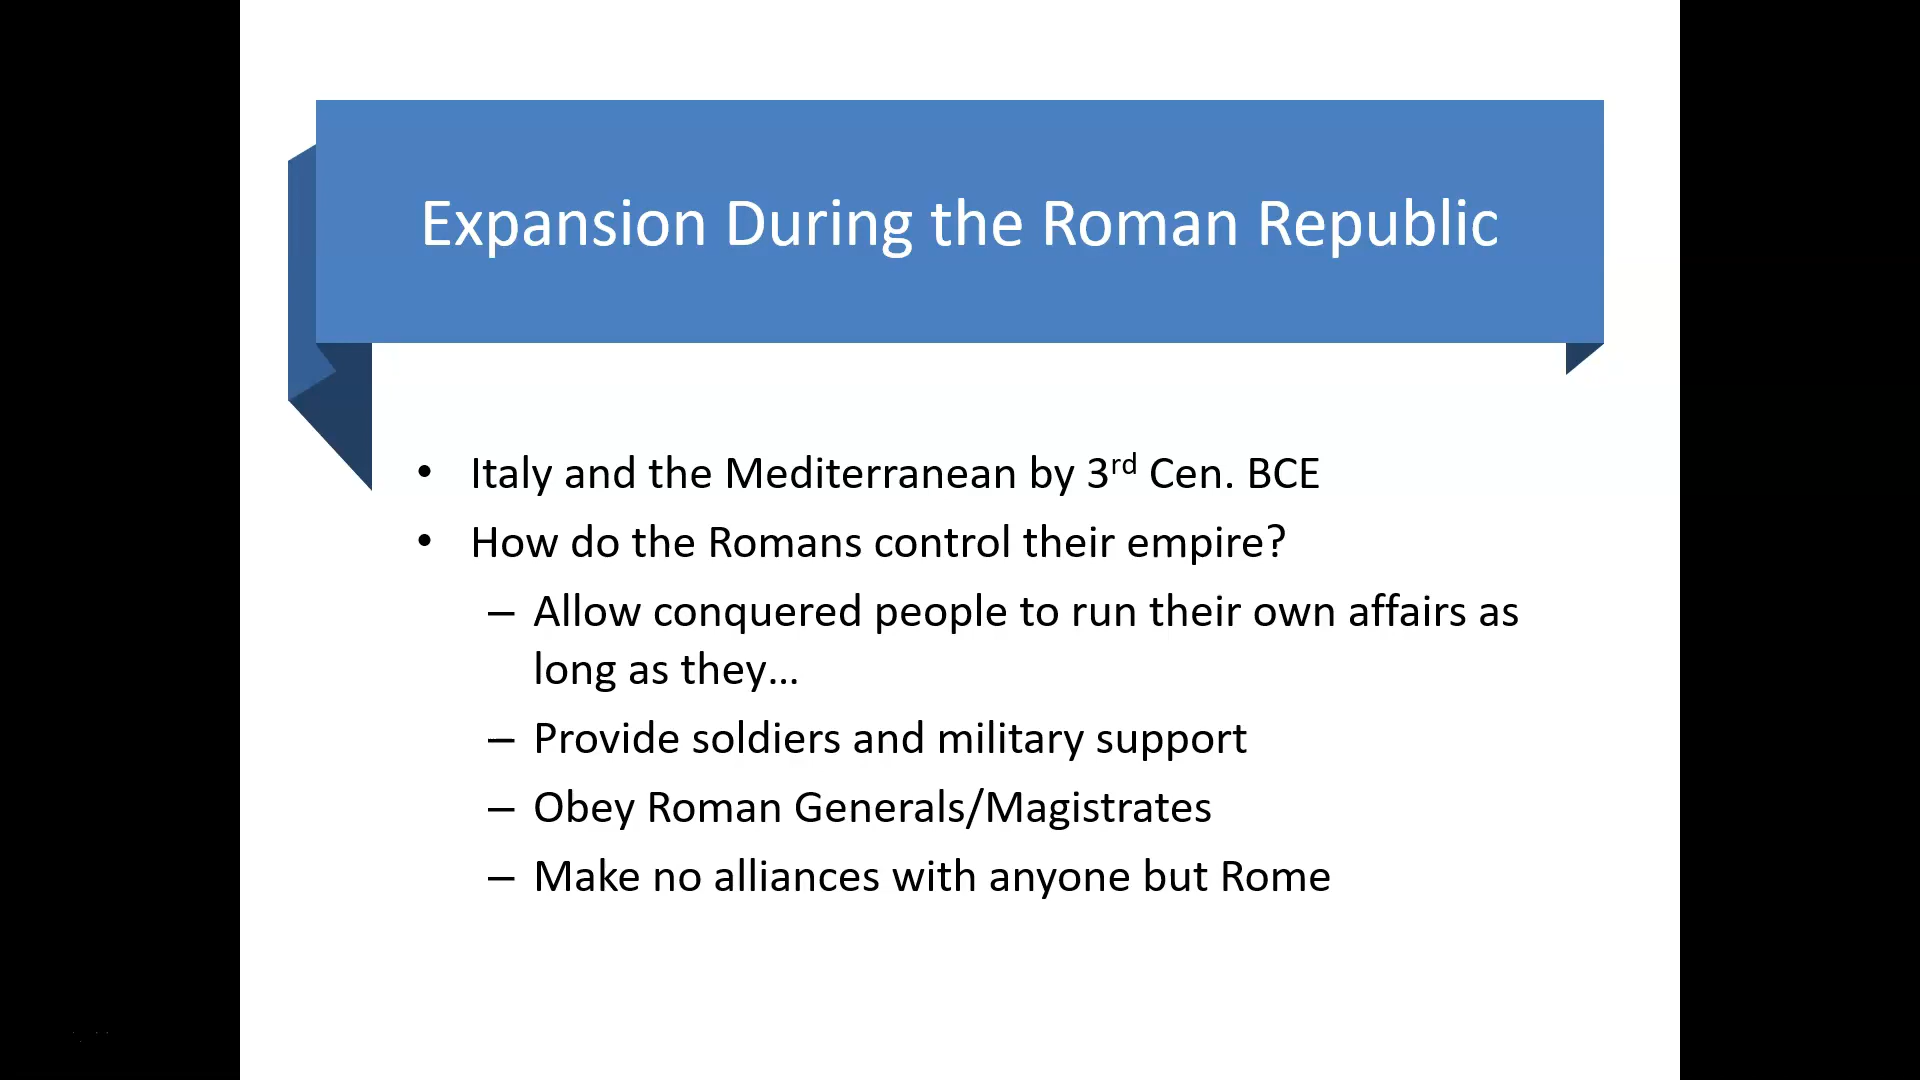 Expansion During the Roman Republic
• Italy and the Mediterranean by 3rd Cen. BCE
• How do the Romans control their empire?
– Allow conquered people to run their own affairs as
long as they…
– Provide soldiers and military support
– Obey Roman Generals/Magistrates
– Make no alliances with anyone but Rome